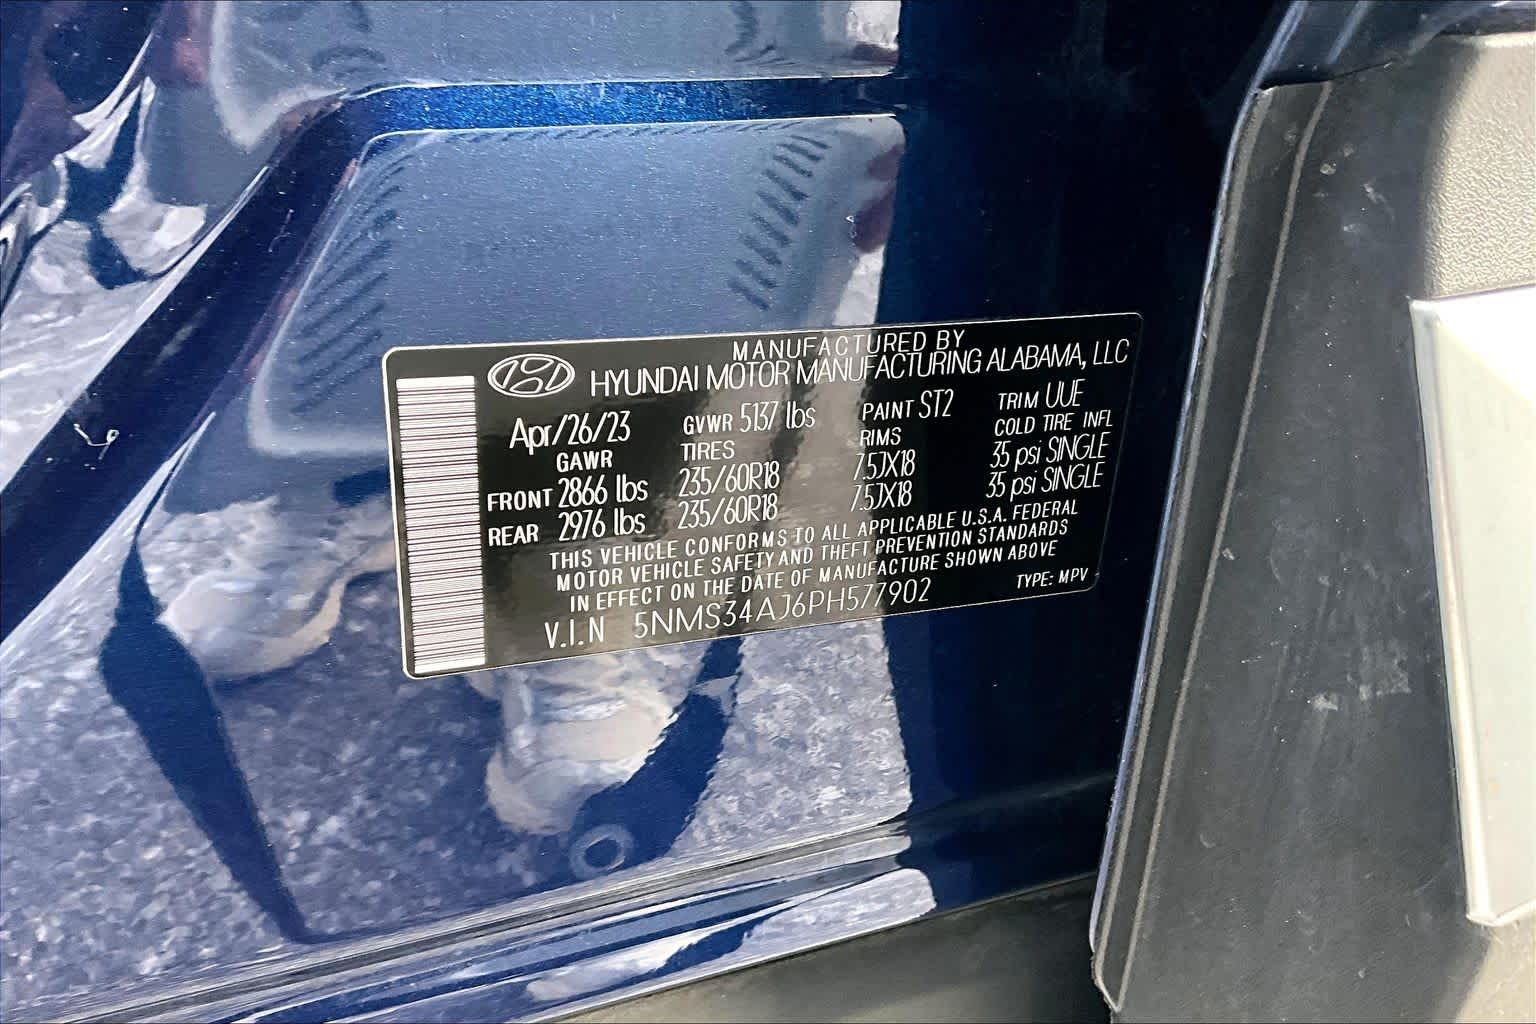 MANUFACTURED BY
HYUNDAI MOTOR MANUFACTURING ALABAMA, LLC
Apr/26/23 GVWR 5137 lbs PAINT ST2 TRIM UUE
GAWR TIRES RIMS COLD TIRE INFL
FRONT 2866 lbs 235/60R18 7.5JX18 35 psi SINGLE
REAR 2976 lbs 235/60R18 7.5JX18 35 psi SINGLE
THIS VEHICLE CONFORMS TO ALL APPLICABLE U.S.A. FEDERAL
MOTOR VEHICLE SAFETY AND THEFT PREVENTION STANDARDS
IN EFFECT ON THE DATE OF MANUFACTURE SHOWN ABOVE
V.I.N 5NMS34AJ6PH577902 TYPE: MPV